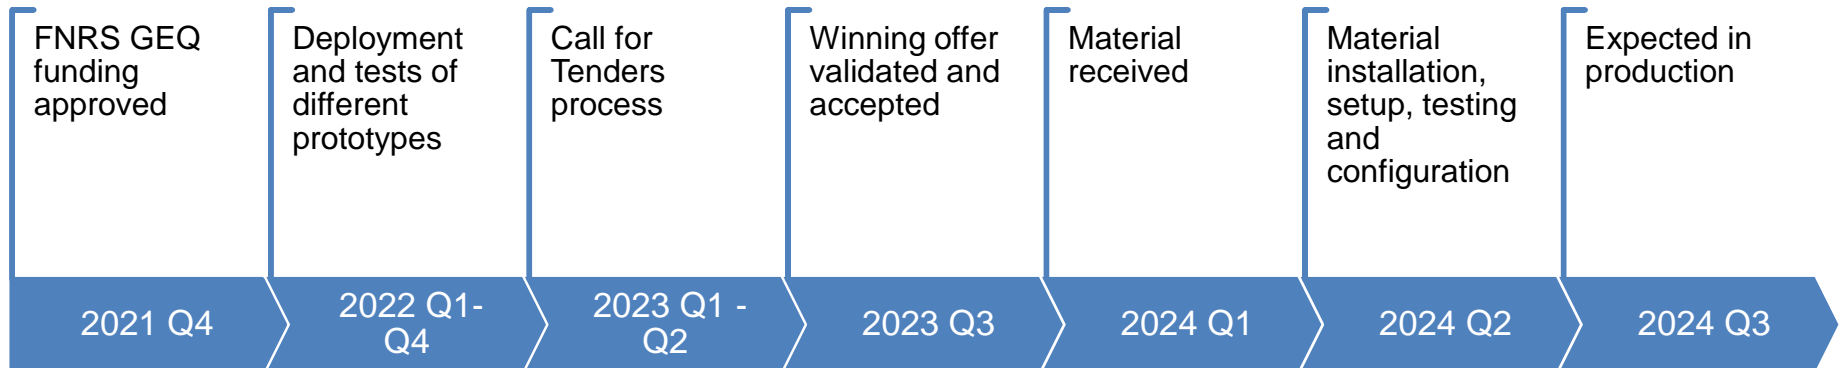 FNRS GEQ
funding
approved
Deployment
and tests of
different
prototypes
Call for
Tenders
process
Winning offer
validated and
accepted
Material
received
Material
installation,
setup, testing
and
configuration
Expected in
production
2021 Q4
2022 Q1-
Q4
2023 Q1 -
Q2
2023 Q3
2024 Q1
2024 Q2
2024 Q3